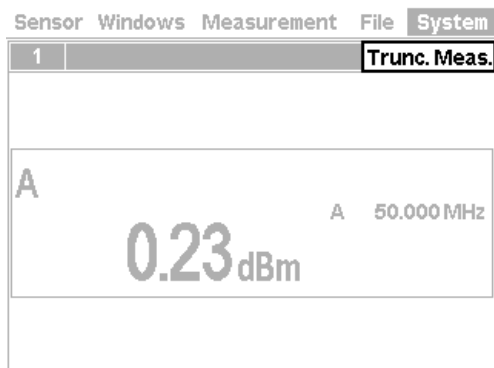 Sensor Windows Measurement File System
1 Trunc. Meas.
A
A 50.000 MHz
0.23 dBm